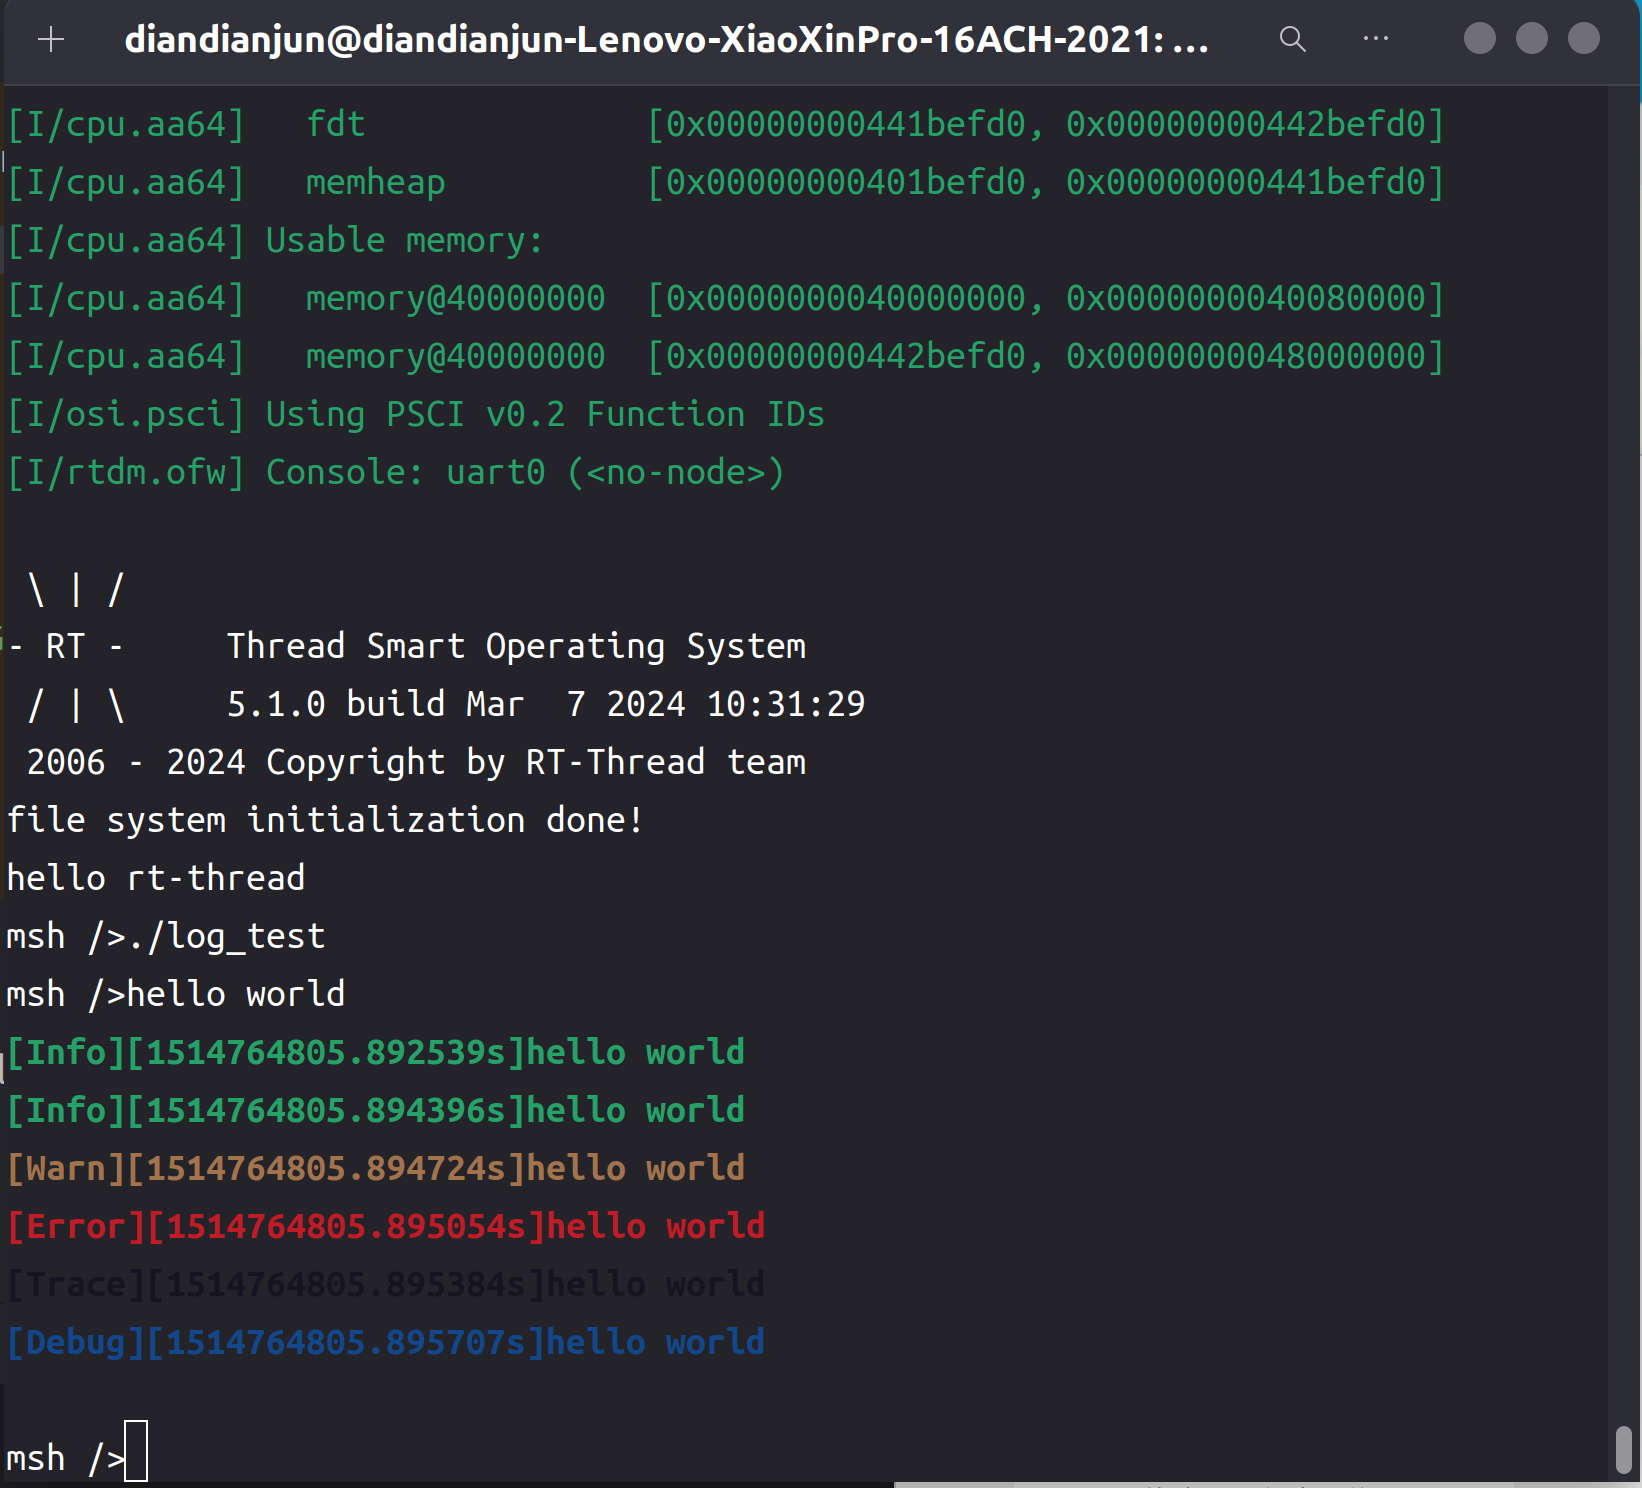 diandianjun@diandianjun-Lenovo-XiaoXinPro-16ACH-2021: ...
[I/cpu.aa64]   fdt              [0x00000000441befd0, 0x00000000442befd0]
[I/cpu.aa64]   memheap          [0x00000000401befd0, 0x00000000441befd0]
[I/cpu.aa64] Usable memory:
[I/cpu.aa64]   memory@40000000  [0x0000000040000000, 0x0000000040080000]
[I/cpu.aa64]   memory@40000000  [0x00000000442befd0, 0x0000000048000000]
[I/osi.psci] Using PSCI v0.2 Function IDs
[I/rtdm.ofw] Console: uart0 (<no-node>)
 \ | /
- RT -     Thread Smart Operating System
 / | \     5.1.0 build Mar  7 2024 10:31:29
 2006 - 2024 Copyright by RT-Thread team
file system initialization done!
hello rt-thread
msh />./log_test
msh />hello world
[Info][1514764805.892539s]hello world
[Info][1514764805.894396s]hello world
[Warn][1514764805.894724s]hello world
[Error][1514764805.895054s]hello world
[Trace][1514764805.895384s]hello world
[Debug][1514764805.895707s]hello world
msh />